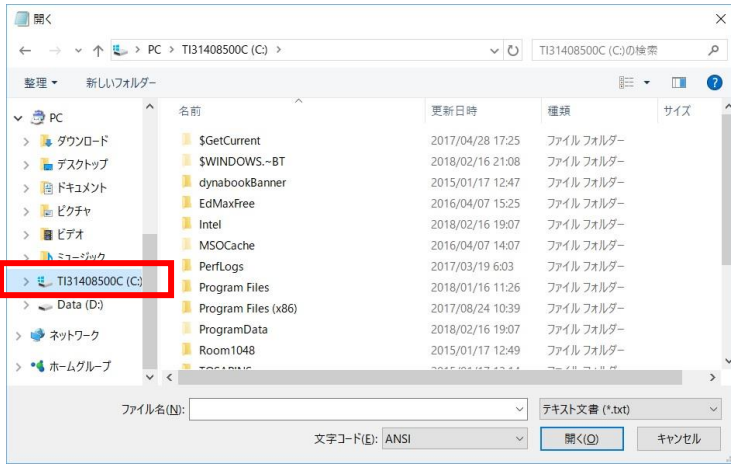 開く
PC > TI31408500C (C:) >
TI31408500C (C:)の検索
整理 新しいフォルダー
名前 更新日時 種類 サイズ
PC
ダウンロード
デスクトップ
ドキュメント
ピクチャ
ビデオ
ミュージック
TI31408500C (C:)
Data (D:)
ネットワーク
ホームグループ
$GetCurrent 2017/04/28 17:25 ファイル フォルダー
$WINDOWS.~BT 2018/02/16 21:08 ファイル フォルダー
dynabookBanner 2015/01/17 12:47 ファイル フォルダー
EdMaxFree 2016/04/07 15:25 ファイル フォルダー
Intel 2018/02/16 19:07 ファイル フォルダー
MSOCache 2016/04/07 14:07 ファイル フォルダー
PerfLogs 2017/03/19 6:03 ファイル フォルダー
Program Files 2018/01/16 11:26 ファイル フォルダー
Program Files (x86) 2017/08/24 10:39 ファイル フォルダー
ProgramData 2018/02/16 19:07 ファイル フォルダー
Room1048 2015/01/17 12:49 ファイル フォルダー
ファイル名(N):
テキスト文書 (*.txt)
文字コード(E): ANSI
開く(O) キャンセル